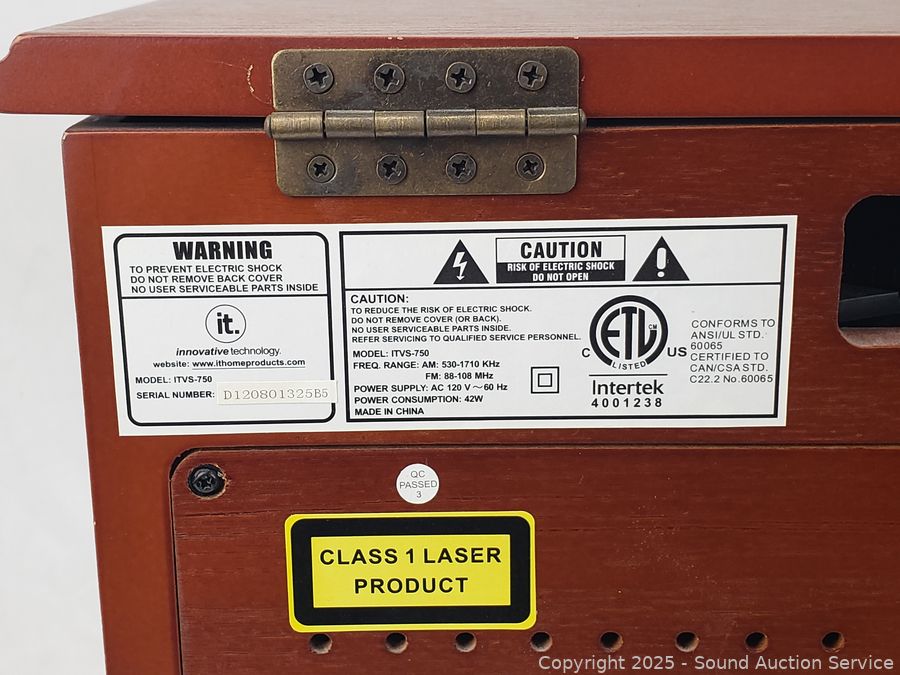 WARNING
TO PREVENT ELECTRIC SHOCK
DO NOT REMOVE BACK COVER
NO USER SERVICEABLE PARTS INSIDE
it.
innovative technology.
website: www.ithomeproducts.com
MODEL: ITVS-750
SERIAL NUMBER: D120801325B5
CAUTION
RISK OF ELECTRIC SHOCK
DO NOT OPEN
CAUTION:
TO REDUCE THE RISK OF ELECTRIC SHOCK.
DO NOT REMOVE COVER (OR BACK).
NO USER SERVICEABLE PARTS INSIDE.
REFER SERVICING TO QUALIFIED SERVICE PERSONNEL.
MODEL: ITVS-750
FREQ. RANGE: AM: 530-1710 KHz
FM: 88-108 MHz
POWER SUPPLY: AC 120 V ~ 60 Hz
POWER CONSUMPTION: 42W
MADE IN CHINA
ETL CM
LISTED
C US
Intertek
4001238
CONFORMS TO
ANSI/UL STD.
60065
CERTIFIED TO
CAN/CSA STD.
C22.2 No.60065
QC
PASSED
3
CLASS 1 LASER
PRODUCT
Copyright 2025 - Sound Auction Service